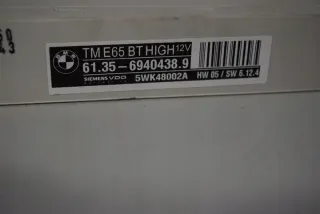 TM E65 BT HIGH 12V
61.35-6940438.9
SIEMENS VDO 5WK48002A HW 05 / SW 6.12.4